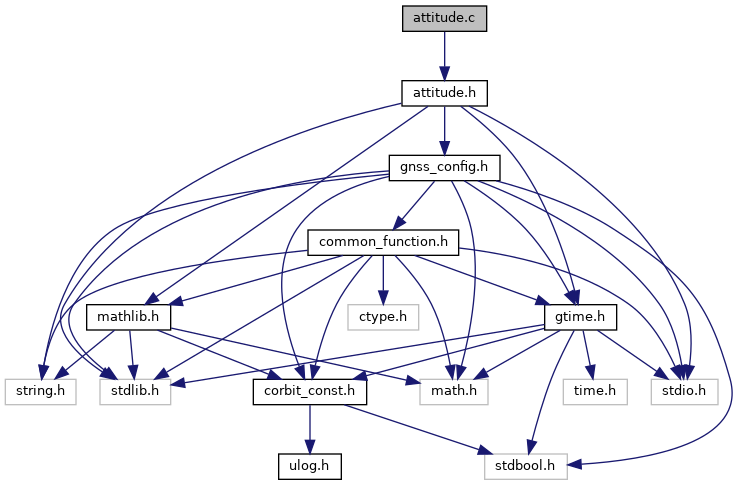 attitude.c
attitude.h
gnss_config.h
common_function.h
mathlib.h
ctype.h
gtime.h
string.h
stdlib.h
corbit_const.h
math.h
time.h
stdio.h
ulog.h
stdbool.h